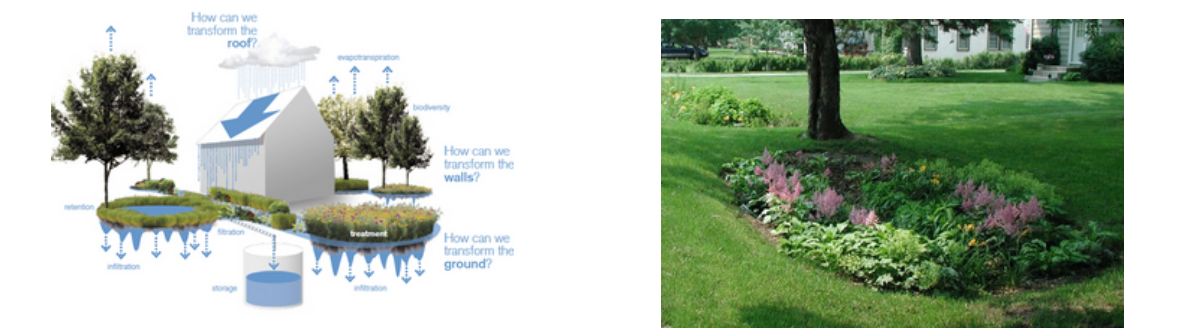 How can we
transform the
roof?
evapotranspiration
biodiversity
How can we
transform the
walls?
retention
filtration
treatment
How can we
transform the
ground?
infiltration
storage
infiltration